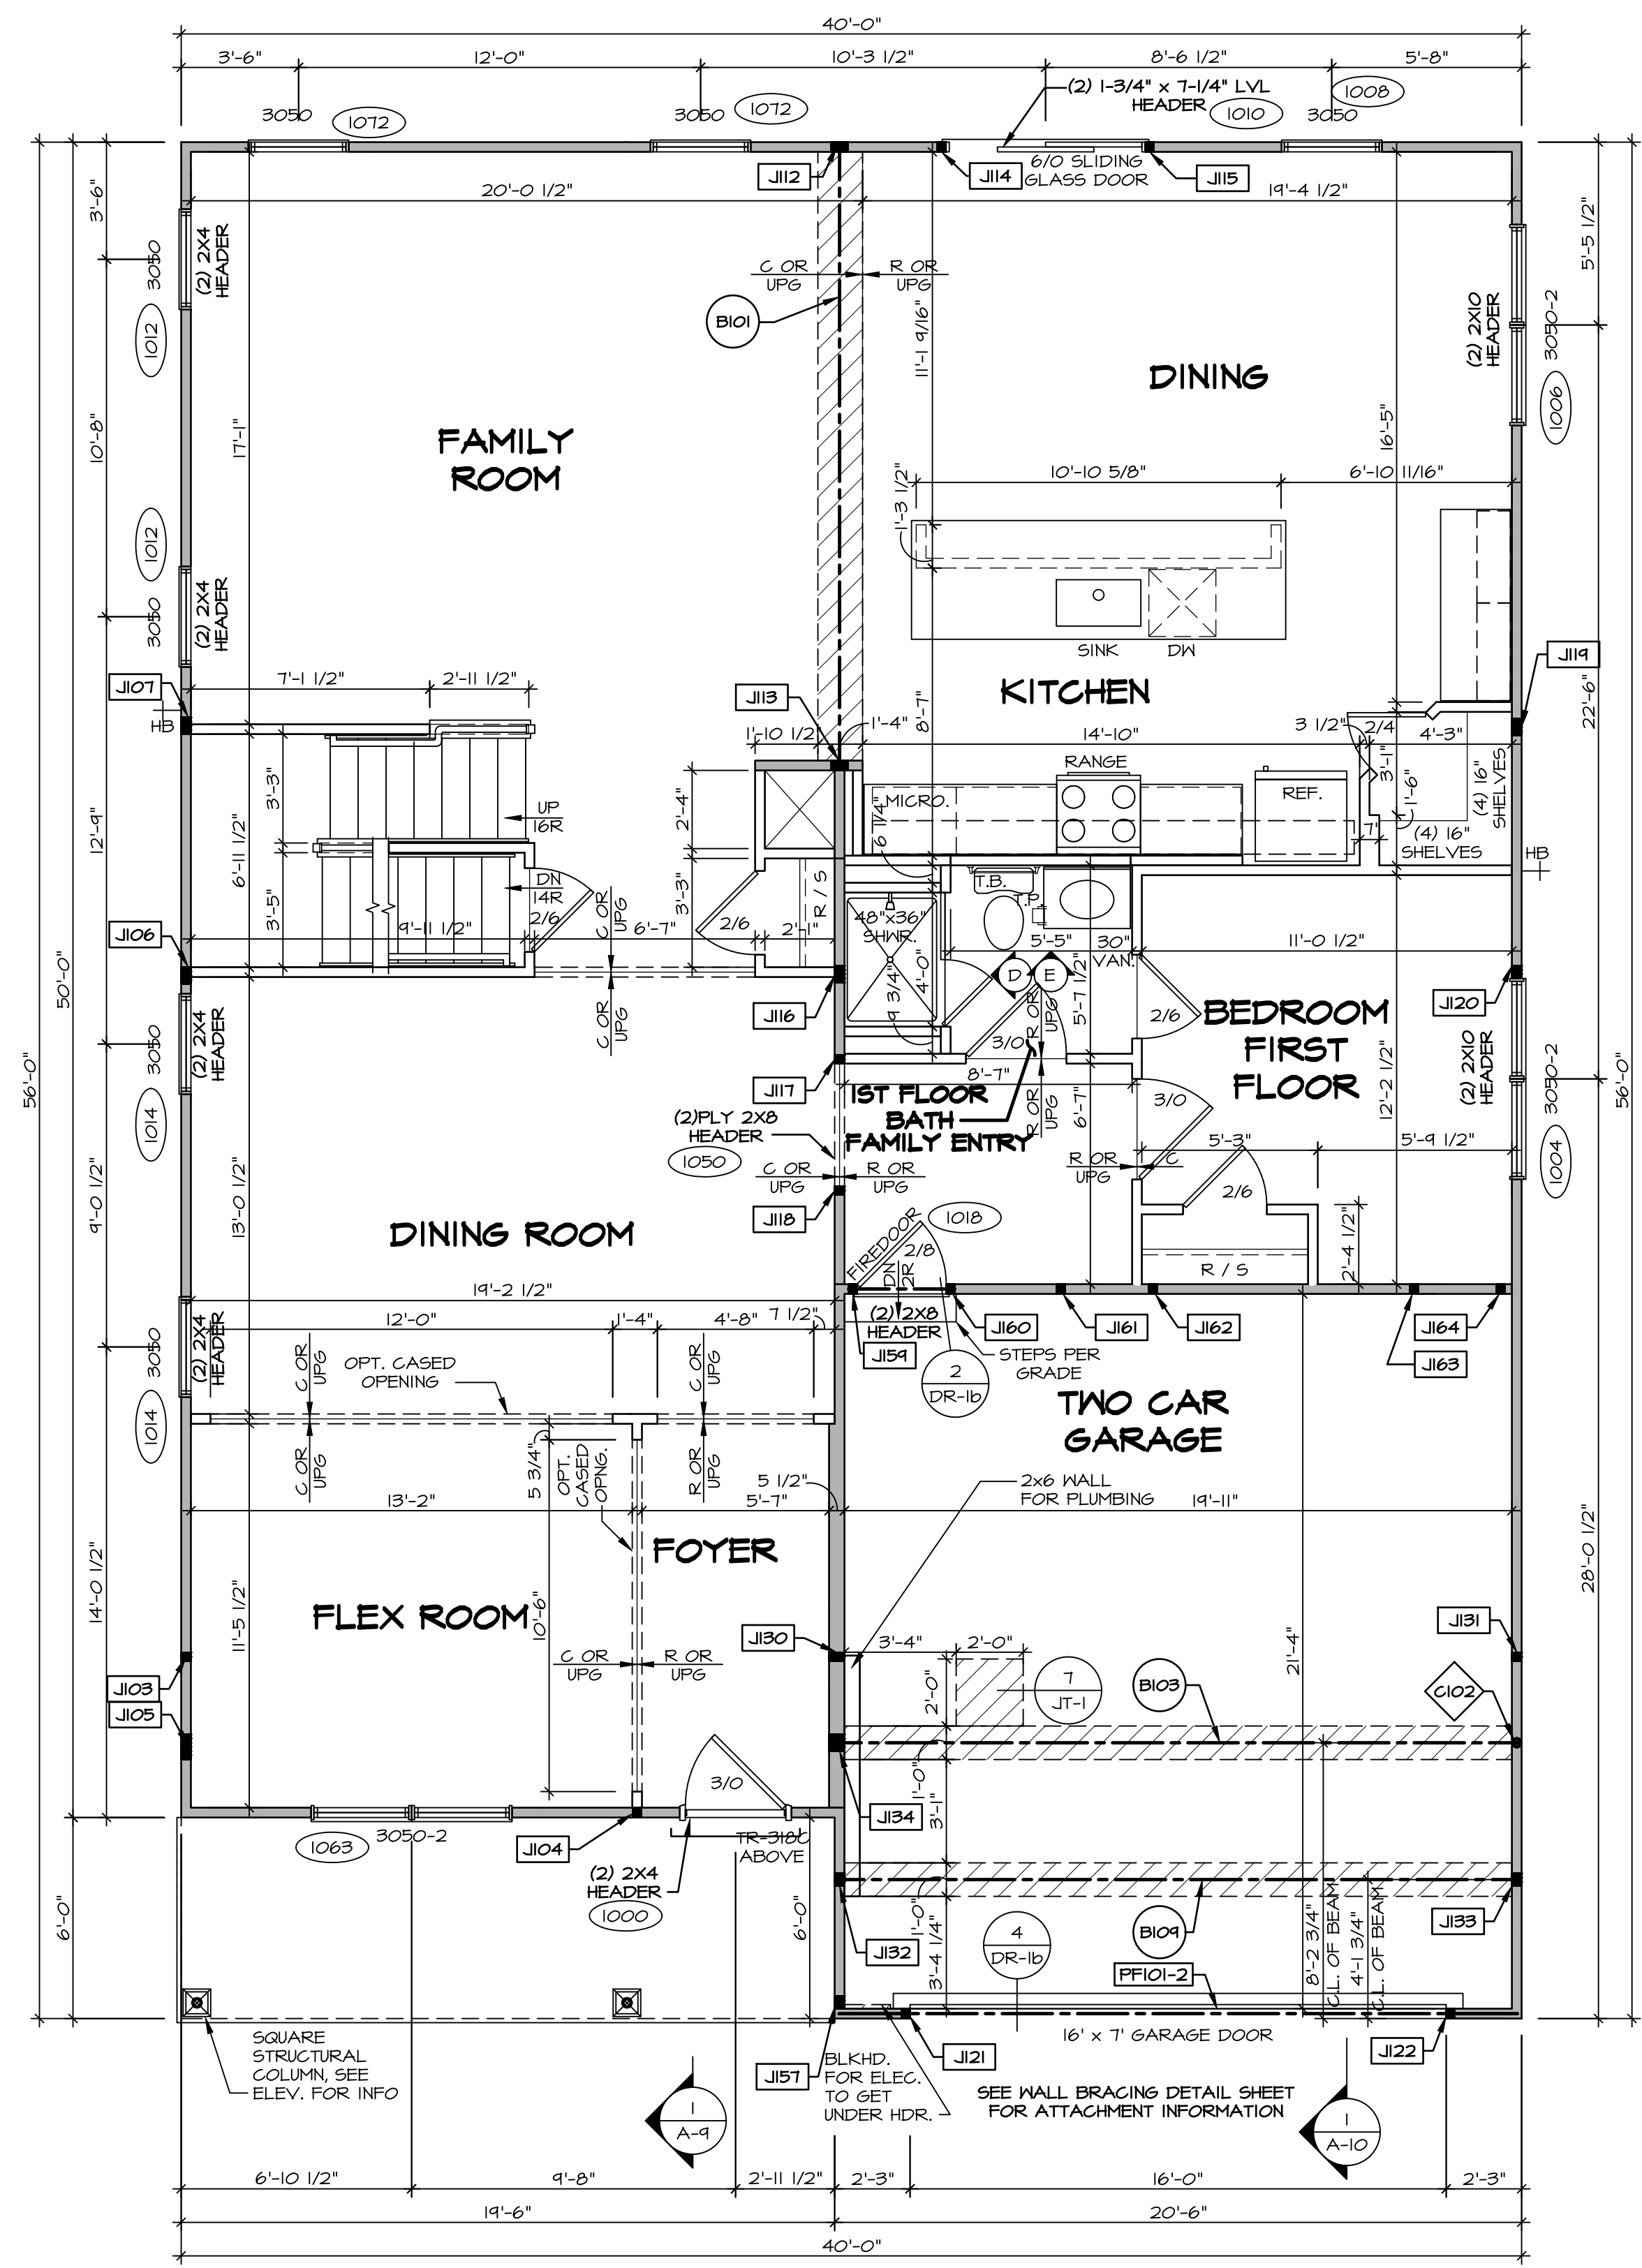 40'-0"
3'-6"
12'-0"
10'-3 1/2"
8'-6 1/2"
5'-8"
(2) 1-3/4" x 7-1/4" LVL
HEADER
3050
1072
3050
1072
1010
3050
1008
J112
J114
6/0 SLIDING
GLASS DOOR
J115
20'-0 1/2"
19'-4 1/2"
3'-6"
3050
(2) 2X4
HEADER
1012
C OR
UPG
R OR
UPG
B101
11'-1 9/16"
5'-5 1/2"
(2) 2X10
HEADER
3050-2
1006
DINING
FAMILY
ROOM
17'-1"
10'-8"
16'-5"
10'-10 5/8"
6'-10 11/16"
1'-3 1/2"
1012
3050
(2) 2X4
HEADER
SINK
DW
J107
HB
7'-1 1/2"
2'-11 1/2"
J113
KITCHEN
J119
22'-6"
8'-7"
1'-10 1/2"
1'-4"
14'-10"
3 1/2"
2/4
4'-3"
RANGE
MICRO.
REF.
3'-1"
1'-6"
(4) 16"
SHELVES
7"
(4) 16"
SHELVES
HB
6 1/4"
12'-9"
3'-3"
6'-11 1/2"
UP
16R
2'-4"
DN
14R
3'-5"
2/6
9'-11 1/2"
C OR
UPG
6'-7"
3'-3"
2/6
2'-1"
R / S
T.B.
T.P.
48"x36"
SHWR.
5'-5"
30"
VAN.
11'-0 1/2"
J106
50'-0"
56'-0"
C OR
UPG
J116
4'-0"
9 3/4"
D
E
R OR
UPG
5'-7 1/2"
2/6
3/0
J120
BEDROOM
FIRST
FLOOR
(2) 2X10
HEADER
3050-2
1004
56'-0"
3050
(2) 2X4
HEADER
1014
J117
8'-7"
1ST FLOOR
BATH
FAMILY ENTRY
R OR
UPG
6'-7"
3/0
12'-2 1/2"
(2)PLY 2X8
HEADER
1050
C OR
UPG
R OR
UPG
R OR
UPG
C
5'-3"
5'-9 1/2"
2/6
J118
9'-0 1/2"
13'-0 1/2"
DINING ROOM
FIREDOOR
1018
2/8
DN
2R
R / S
2'-4 1/2"
19'-2 1/2"
12'-0"
1'-4"
4'-8"
7 1/2"
(2) 2X8
HEADER
J159
J160
J161
J162
J163
J164
STEPS PER
GRADE
2
DR-1b
3050
(2) 2X4
HEADER
1014
C OR
UPG
OPT. CASED
OPENING
C OR
UPG
TWO CAR
GARAGE
C OR
UPG
5 3/4"
OPT.
CASED
OPNG.
R OR
UPG
5 1/2"
2x6 WALL
FOR PLUMBING
13'-2"
5'-7"
19'-11"
14'-0 1/2"
11'-5 1/2"
FLEX ROOM
FOYER
10'-6"
28'-0 1/2"
J130
3'-4"
2'-0"
21'-4"
J131
C OR
UPG
R OR
UPG
J103
J105
2'-0"
7
JT-1
B103
C102
3/0
1'-0"
3'-1"
J134
1063
3050-2
J104
TR-318C
ABOVE
(2) 2X4
HEADER
1000
6'-0"
6'-0"
1'-0"
3'-4 1/4"
J132
4
DR-1b
B109
PF101-2
8'-2 3/4"
C.L. OF BEAM
4'-1 3/4"
C.L. OF BEAM
J133
SQUARE
STRUCTURAL
COLUMN, SEE
ELEV. FOR INFO
16' x 7' GARAGE DOOR
J157
BLKHD.
FOR ELEC.
TO GET
UNDER HDR.
J121
J122
SEE WALL BRACING DETAIL SHEET
FOR ATTACHMENT INFORMATION
1
A-9
1
A-10
6'-10 1/2"
9'-8"
2'-11 1/2"
2'-3"
16'-0"
2'-3"
19'-6"
20'-6"
40'-0"